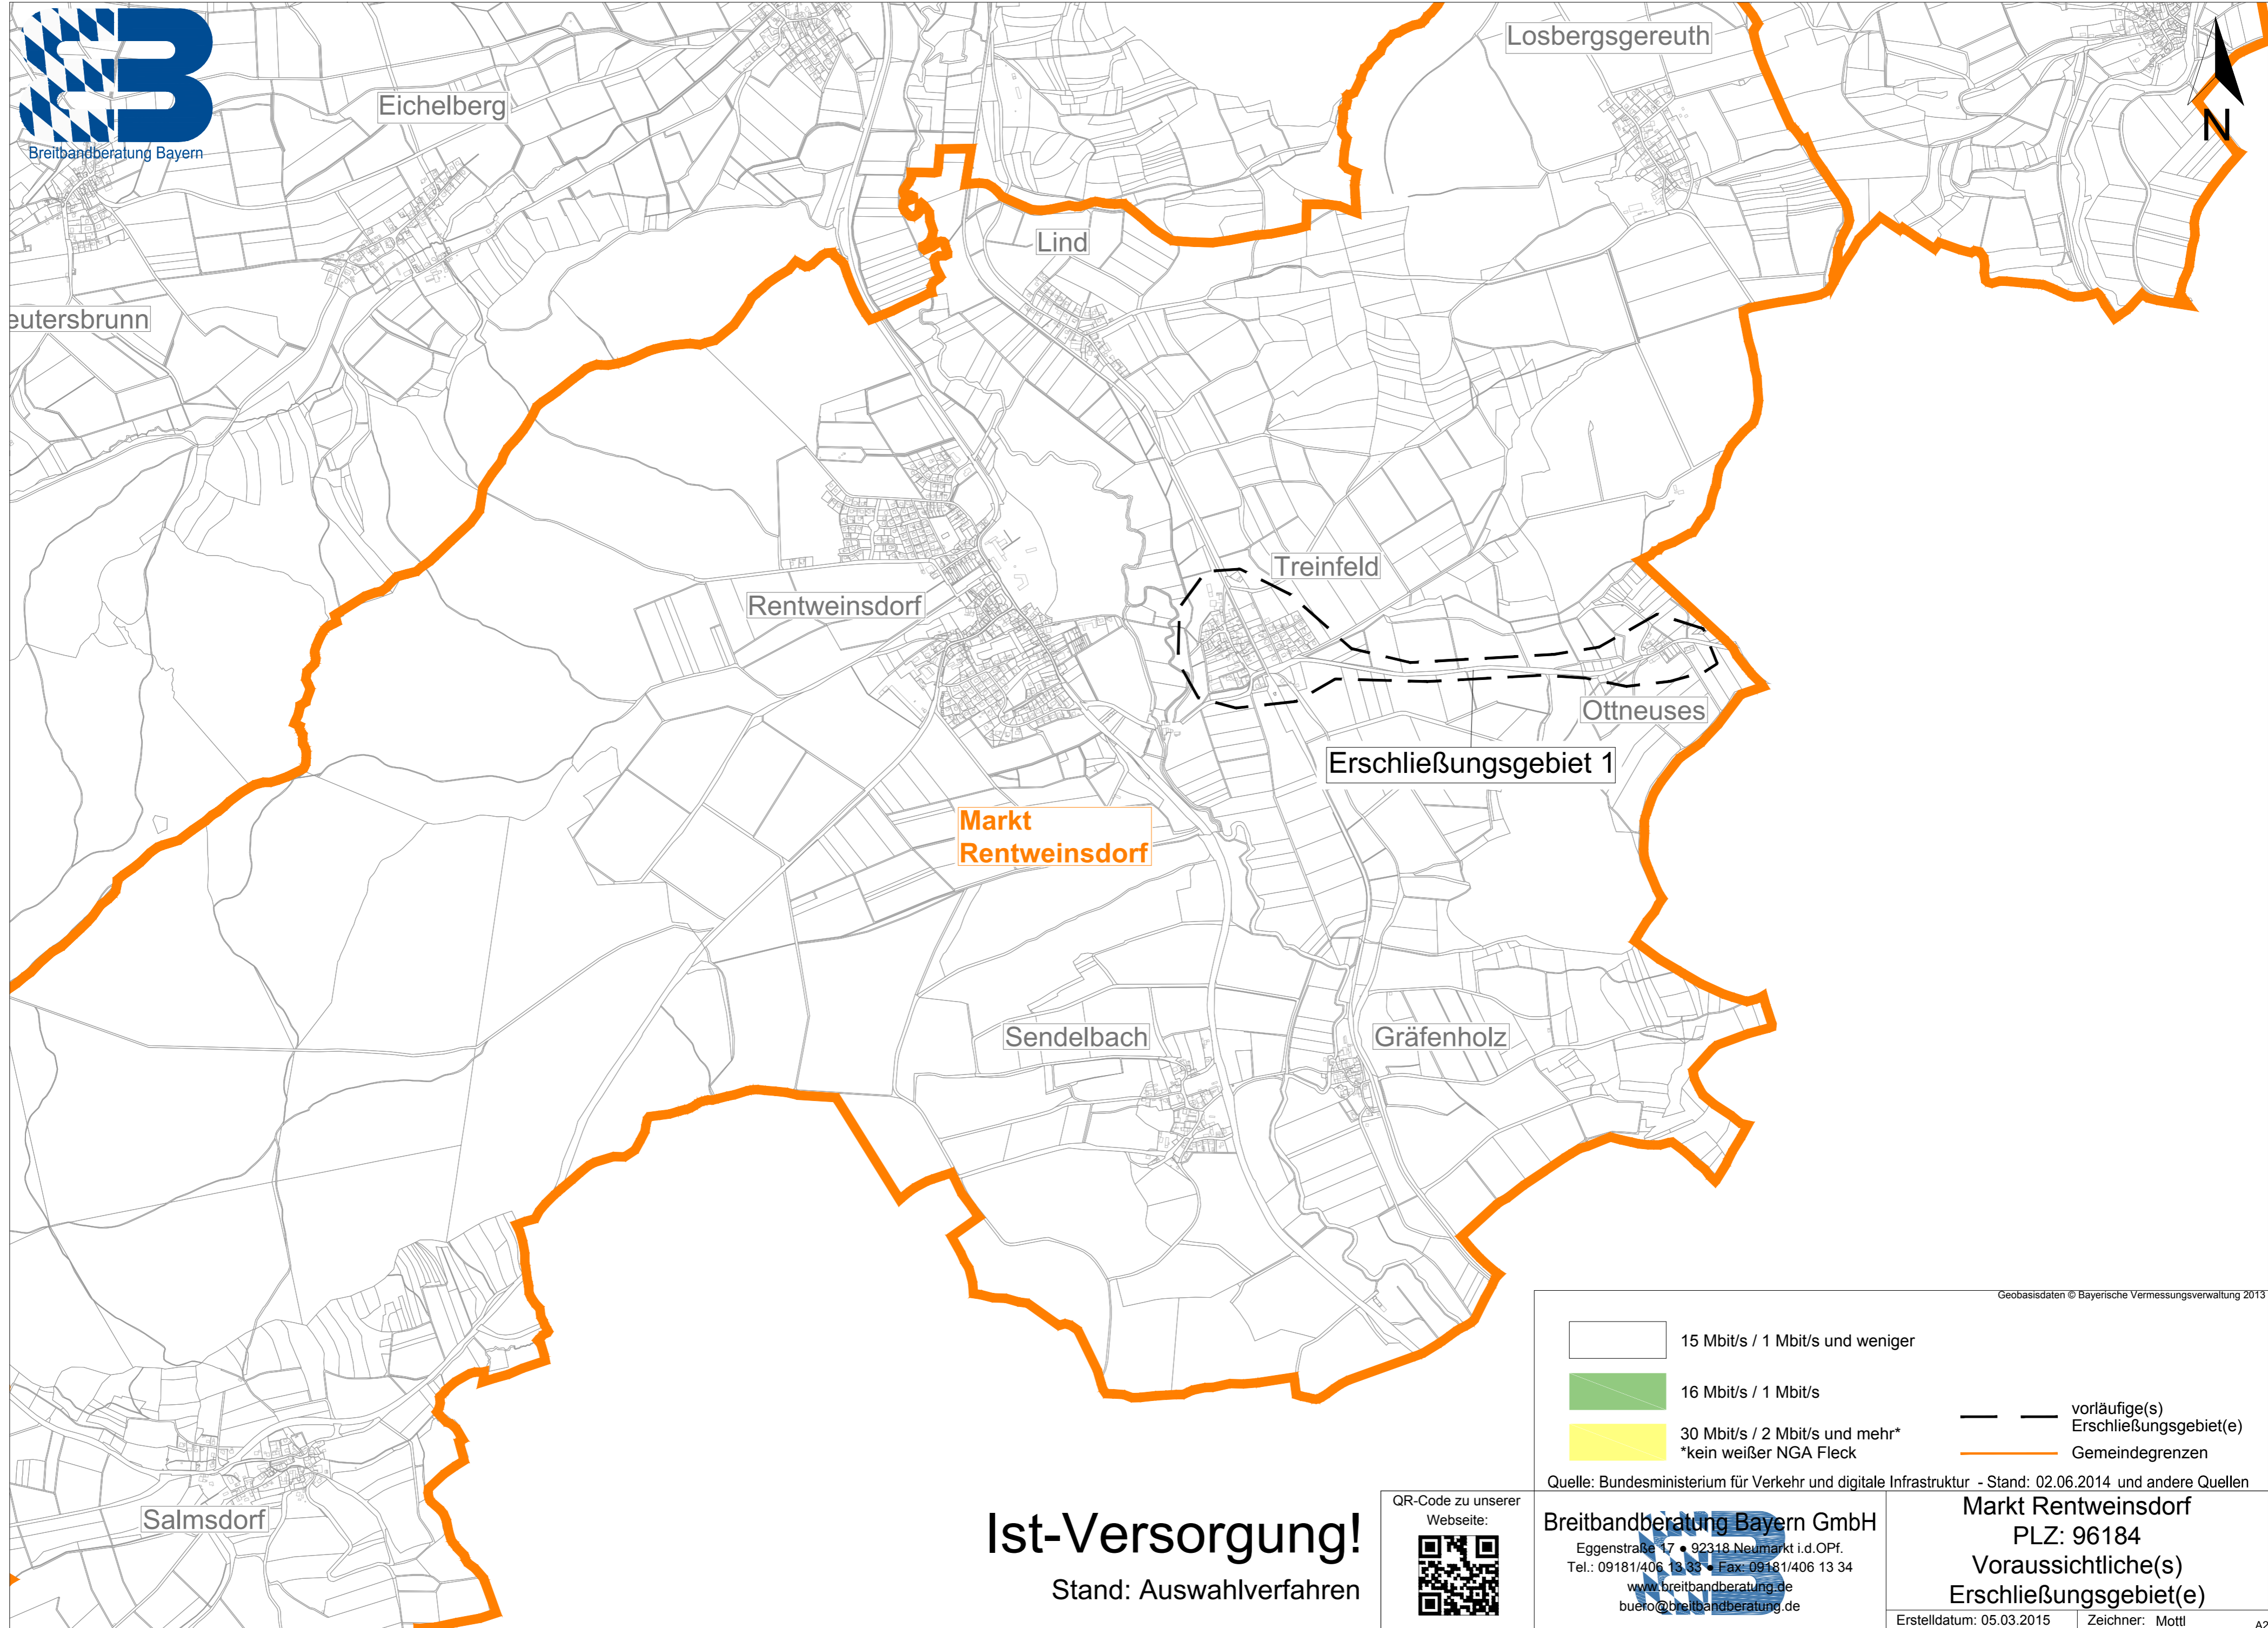 Breitbandberatung Bayern
Losbergsgereuth
Eichelberg
N
Lind
eutersbrunn
Treinfeld
Rentweinsdorf
Ottneuses
Erschließungsgebiet 1
Markt
Rentweinsdorf
Sendelbach
Gräfenholz
Salmsdorf
Geobasisdaten © Bayerische Vermessungsverwaltung 2013
15 Mbit/s / 1 Mbit/s und weniger
16 Mbit/s / 1 Mbit/s
30 Mbit/s / 2 Mbit/s und mehr*
*kein weißer NGA Fleck
vorläufige(s)
Erschließungsgebiet(e)
Gemeindegrenzen
Quelle: Bundesministerium für Verkehr und digitale Infrastruktur - Stand: 02.06.2014 und andere Quellen
Ist-Versorgung!
Stand: Auswahlverfahren
QR-Code zu unserer
Webseite:
Breitbandberatung Bayern GmbH
Eggenstraße 17 ● 92318 Neumarkt i.d.OPf.
Tel.: 09181/406 13 33 ● Fax: 09181/406 13 34
www.breitbandberatung.de
buero@breitbandberatung.de
Markt Rentweinsdorf
PLZ: 96184
Voraussichtliche(s)
Erschließungsgebiet(e)
Erstelldatum: 05.03.2015
Zeichner: Mottl
A2